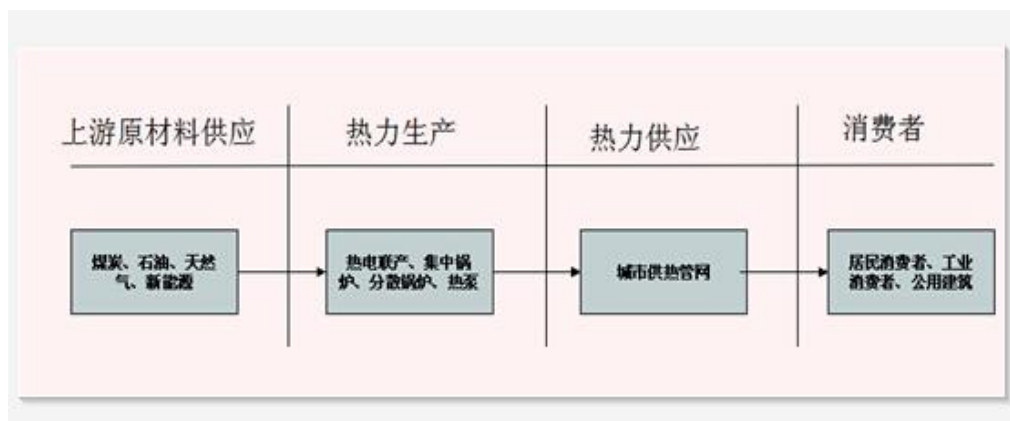 上游原材料供应
热力生产
热力供应
消费者
煤炭、石油、天然
气、新能源
热电联产、集中锅
炉、分散锅炉、热泵
城市供热管网
居民消费者、工业
消费者、公用建筑